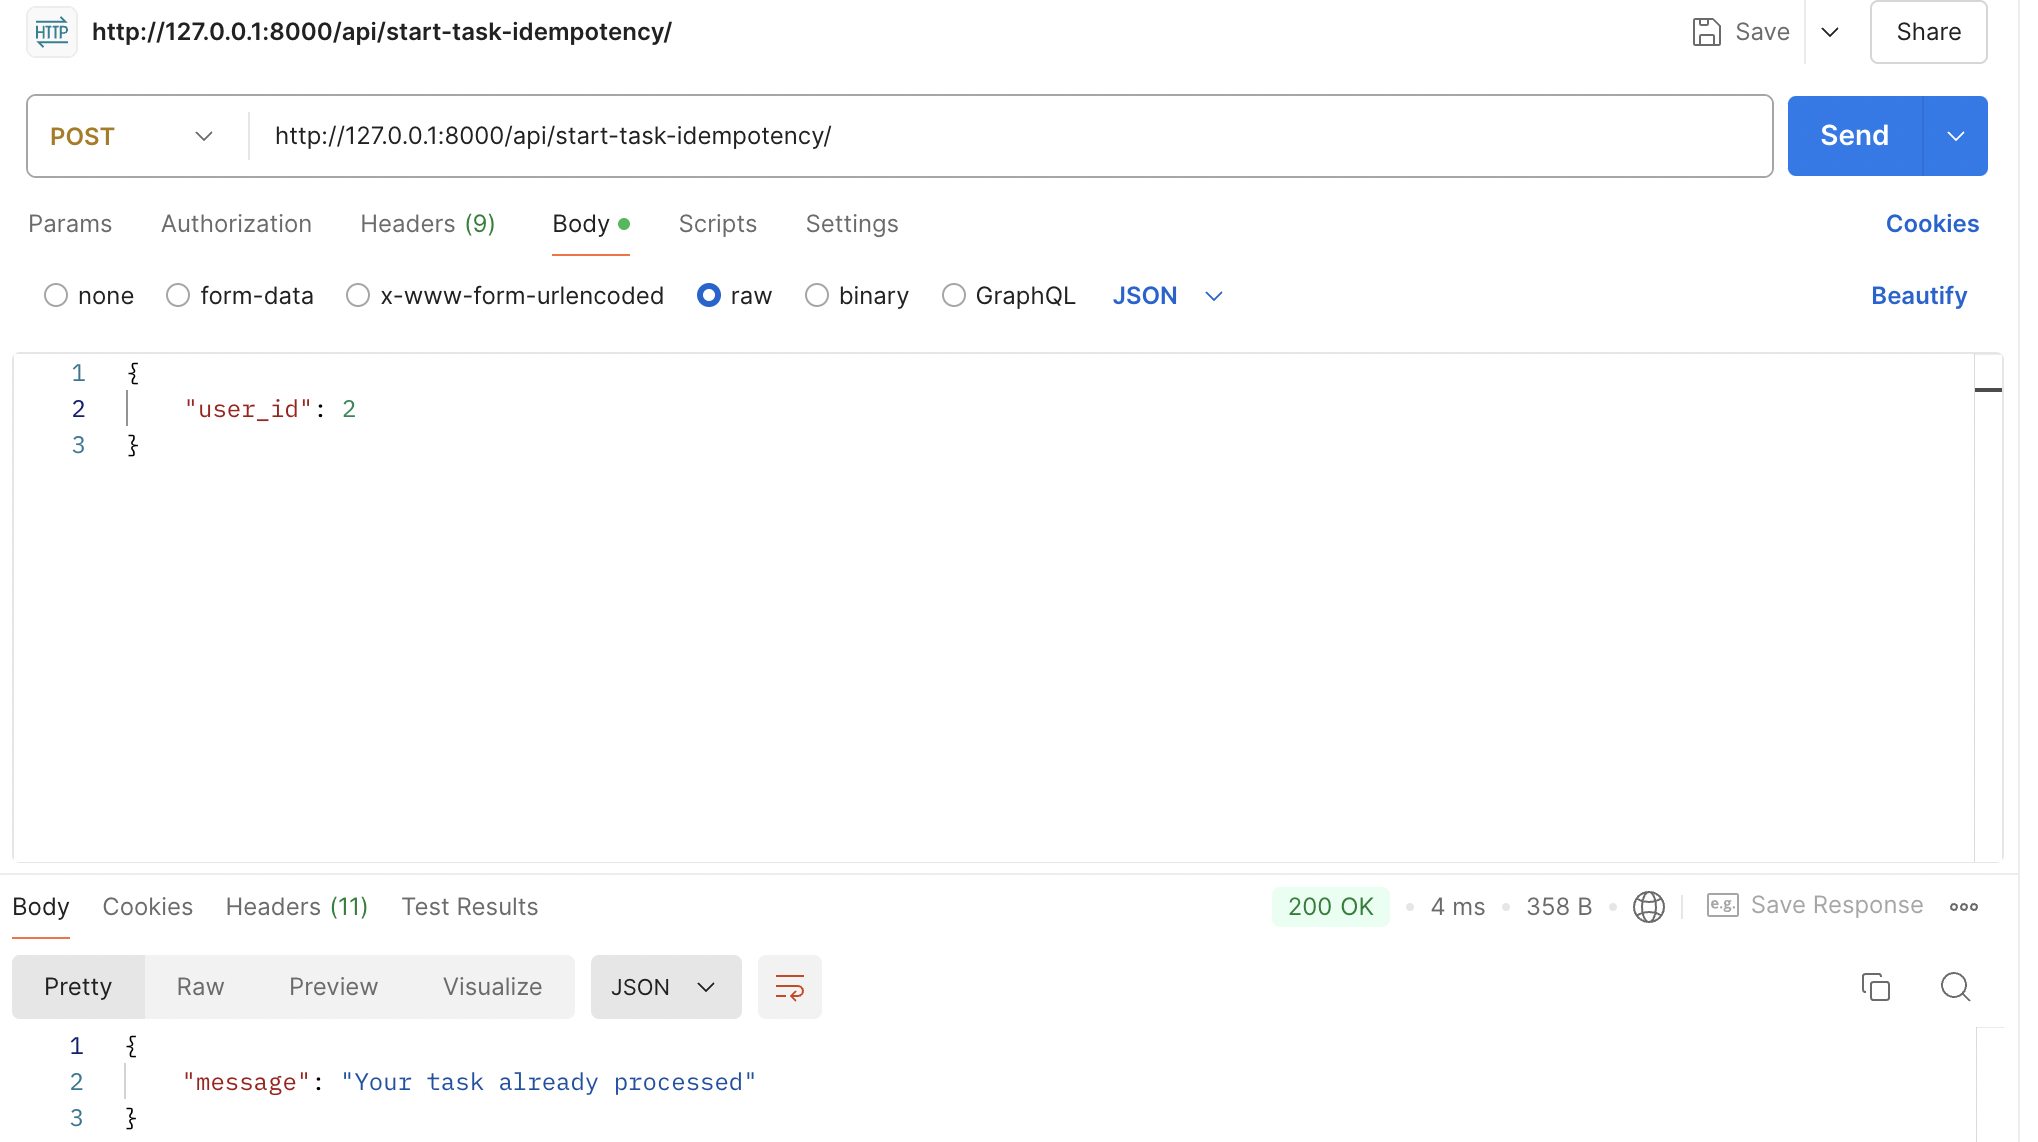 HTTP http://127.0.0.1:8000/api/start-task-idempotency/ Save Share
POST http://127.0.0.1:8000/api/start-task-idempotency/ Send
Params Authorization Headers (9) Body Scripts Settings Cookies
none form-data x-www-form-urlencoded raw binary GraphQL JSON Beautify
1 {
2 "user_id": 2
3 }
Body Cookies Headers (11) Test Results 200 OK 4 ms 358 B e.g. Save Response
Pretty Raw Preview Visualize JSON
1 {
2 "message": "Your task already processed"
3 }